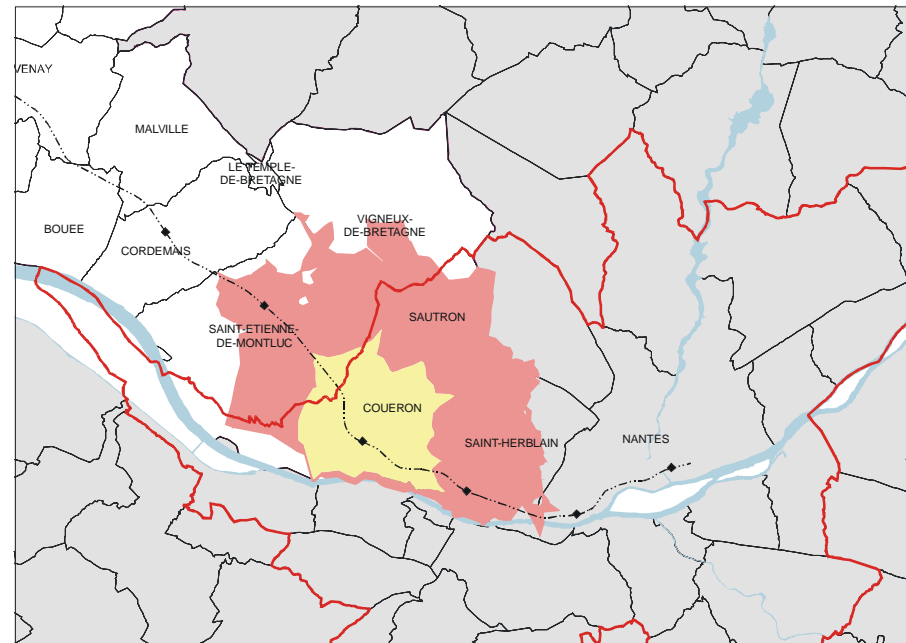 VENAY
MALVILLE
LE TEMPLE-
DE-BRETAGNE
BOUEE
CORDEMAIS
VIGNEUX-
DE-BRETAGNE
SAINT-ETIENNE-
DE-MONTLUC
SAUTRON
COUERON
SAINT-HERBLAIN
NANTES